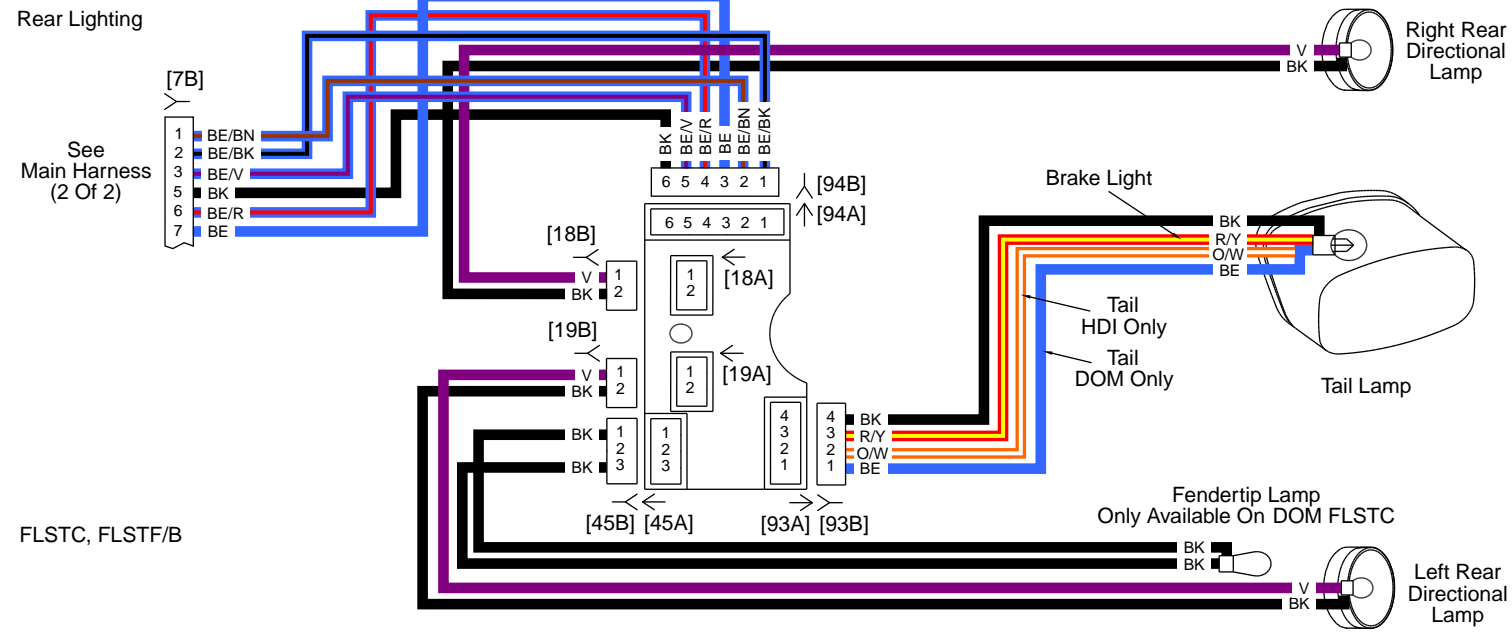 Rear Lighting
[7B]
See
Main Harness
(2 Of 2)
1 BE/BN
2 BE/BK
3 BE/V
5 BK
6 BE/R
7 BE
BK BE/V BE/R BE BE/BN BE/BK
6 5 4 3 2 1
[94B]
[94A]
6 5 4 3 2 1
V
BK
Right Rear
Directional
Lamp
[18B]
V 1
BK 2
1
2
[18A]
[19B]
V 1
BK 2
1
2
[19A]
BK 1
2
BK 3
1
2
3
[45B] [45A]
4
3
2
1
4 BK
3 R/Y
2 O/W
1 BE
[93A] [93B]
Brake Light
BK
R/Y
O/W
BE
Tail
HDI Only
Tail
DOM Only
Tail Lamp
Fendertip Lamp
Only Available On DOM FLSTC
BK
BK
FLSTC, FLSTF/B
V
BK
Left Rear
Directional
Lamp